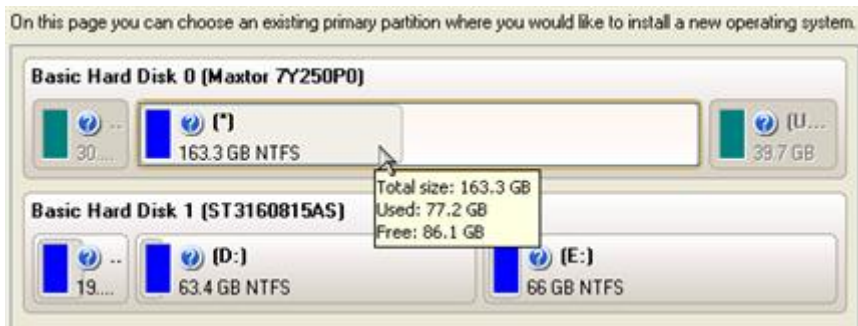 On this page you can choose an existing primary partition where you would like to install a new operating system.
Basic Hard Disk 0 (Maxtor 7Y250P0)
..
30....
(*)
163.3 GB NTFS
(U...
39.7 GB
Total size: 163.3 GB
Used: 77.2 GB
Free: 86.1 GB
Basic Hard Disk 1 (ST3160815AS)
..
19....
(D:)
63.4 GB NTFS
(E:)
66 GB NTFS